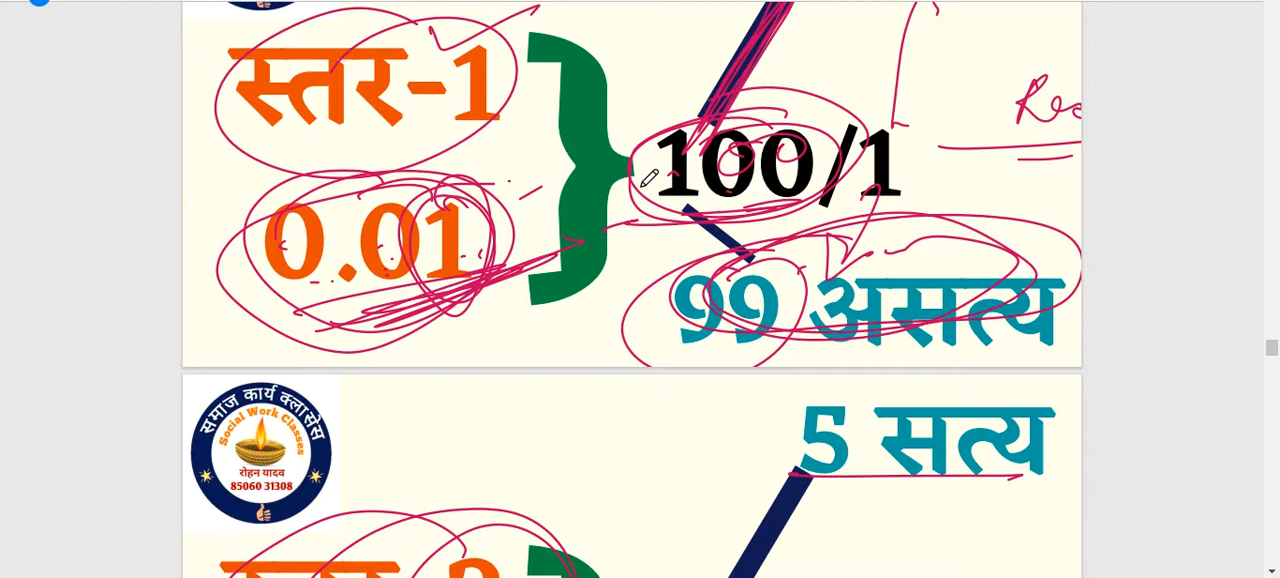 स्तर-1
0.01
100/1
99 असत्य
समाज कार्य क्लासेस
Social Work Classes
रोहन यादव
85060 31308
5 सत्य